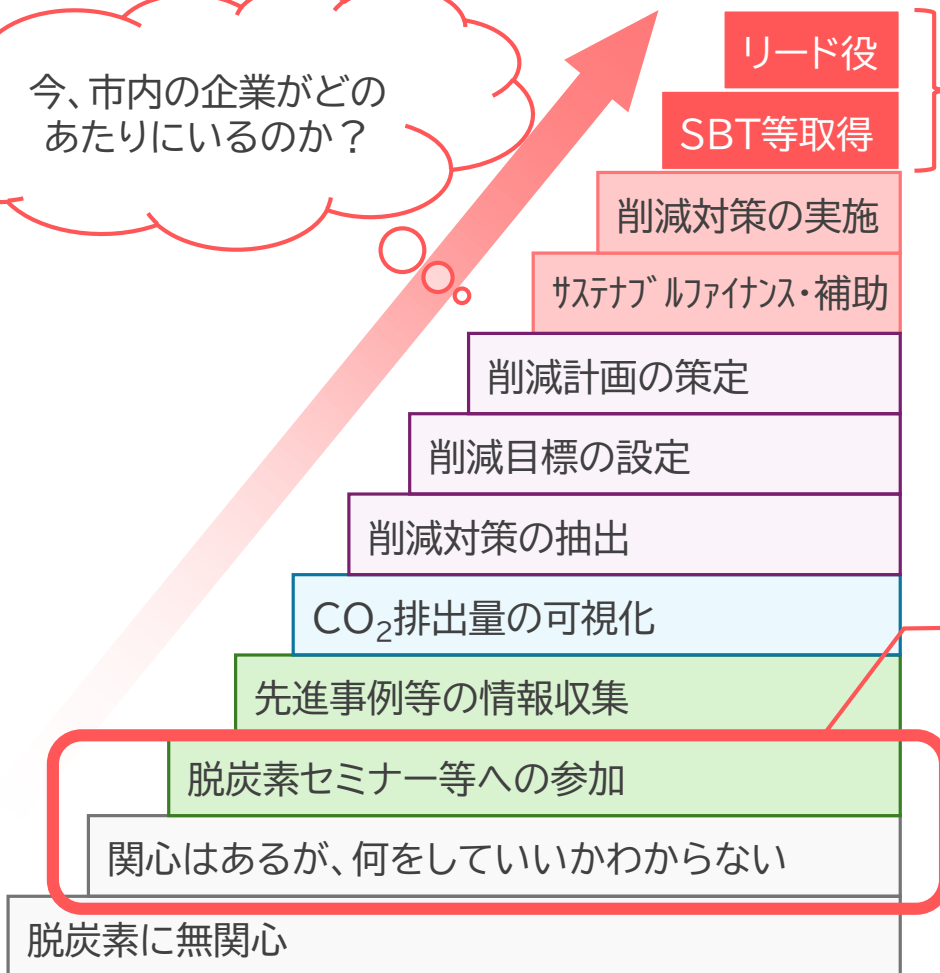 今、市内の企業がどの
あたりにいるのか？
リード役
SBT等取得
削減対策の実施
ｻｽﾃﾅﾌﾞﾙﾌｧｲﾅﾝｽ・補助
削減計画の策定
削減目標の設定
削減対策の抽出
CO₂排出量の可視化
先進事例等の情報収集
脱炭素セミナー等への参加
関心はあるが、何をしていいかわからない
脱炭素に無関心